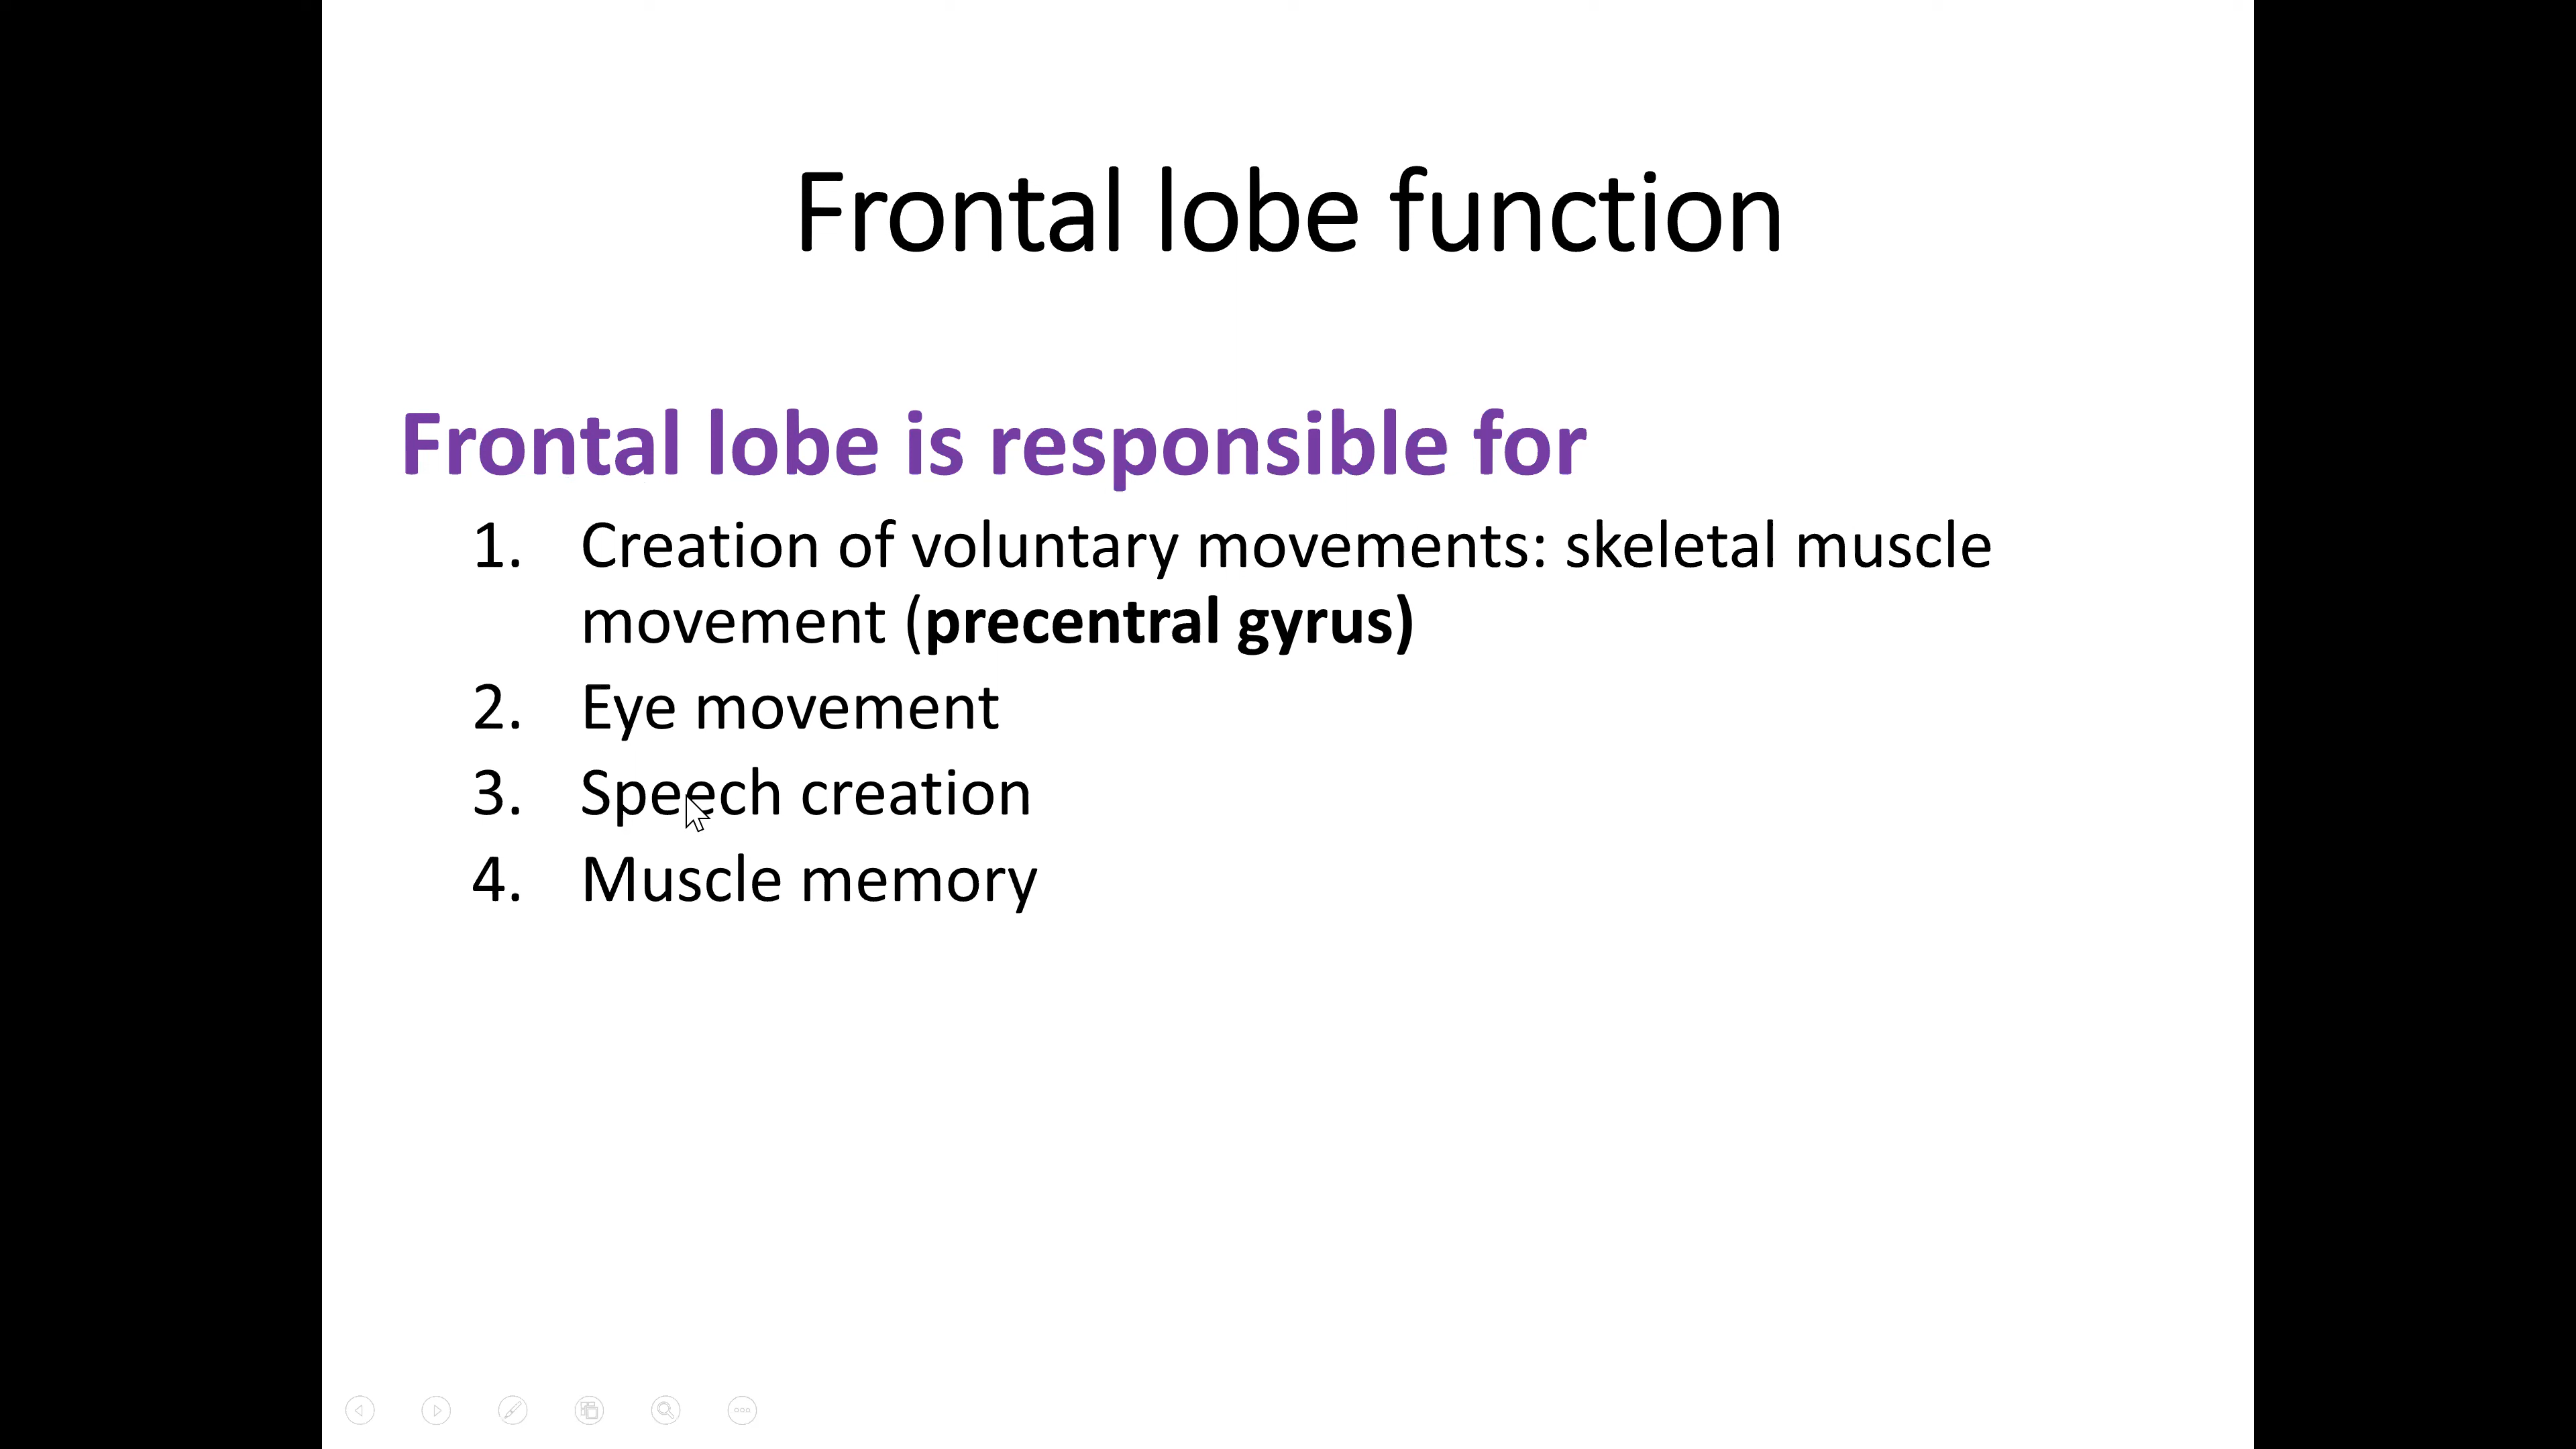 Frontal lobe function
Frontal lobe is responsible for
1. Creation of voluntary movements: skeletal muscle
movement (precentral gyrus)
2. Eye movement
3. Speech creation
4. Muscle memory